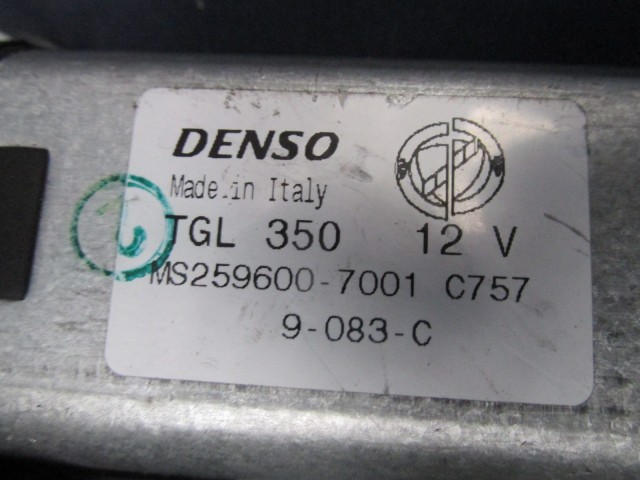 DENSO
Made in Italy
TGL 350 12 V
MS259600-7001 C757
9-083-C